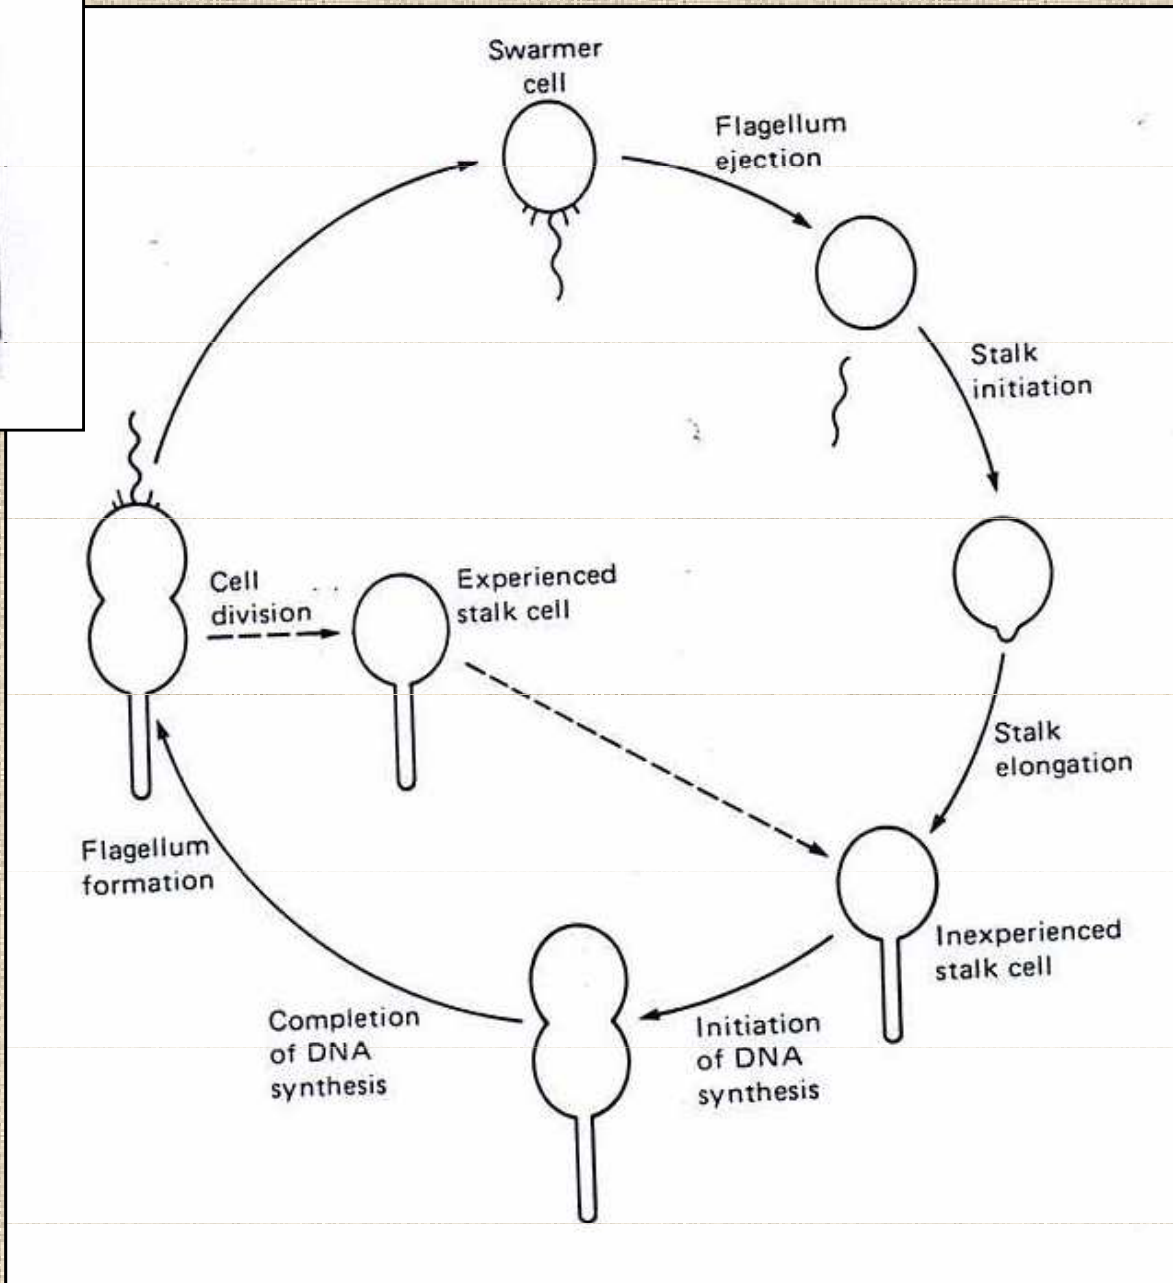 Swarmer
cell
Flagellum
ejection
Stalk
initiation
Cell
division
Experienced
stalk cell
Stalk
elongation
Flagellum
formation
Inexperienced
stalk cell
Completion
of DNA
synthesis
Initiation
of DNA
synthesis